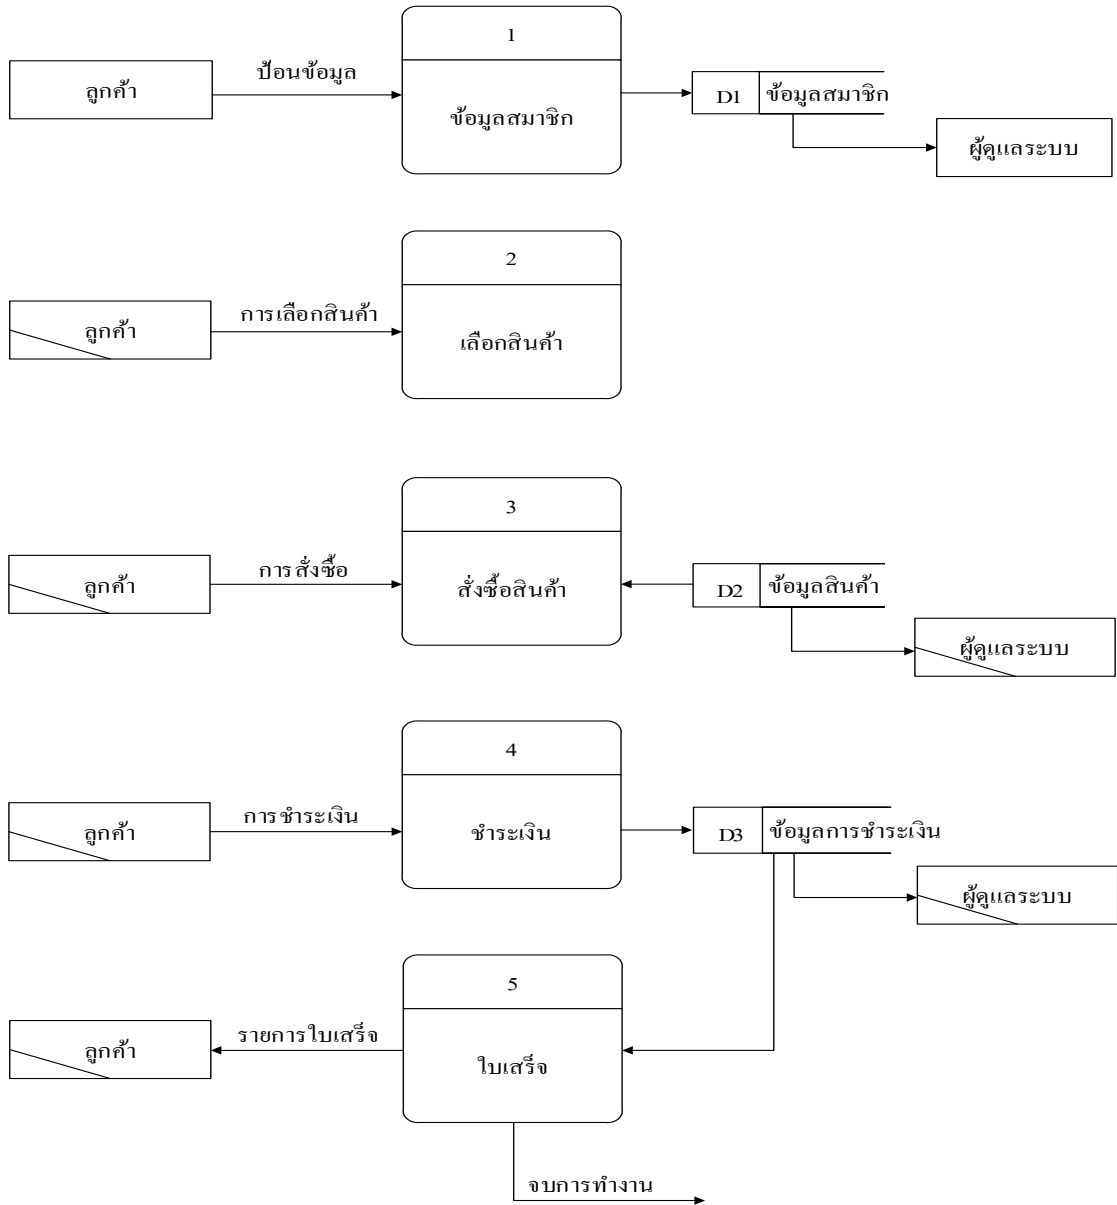 1
ลูกค้า
ป้อนข้อมูล
ข้อมูลสมาชิก
D1
ข้อมูลสมาชิก
ผู้ดูแลระบบ
2
ลูกค้า
การเลือกสินค้า
เลือกสินค้า
3
ลูกค้า
การสั่งซื้อ
สั่งซื้อสินค้า
D2
ข้อมูลสินค้า
ผู้ดูแลระบบ
4
ลูกค้า
การชำระเงิน
ชำระเงิน
D3
ข้อมูลการชำระเงิน
ผู้ดูแลระบบ
5
ลูกค้า
รายการใบเสร็จ
ใบเสร็จ
จบการทำงาน